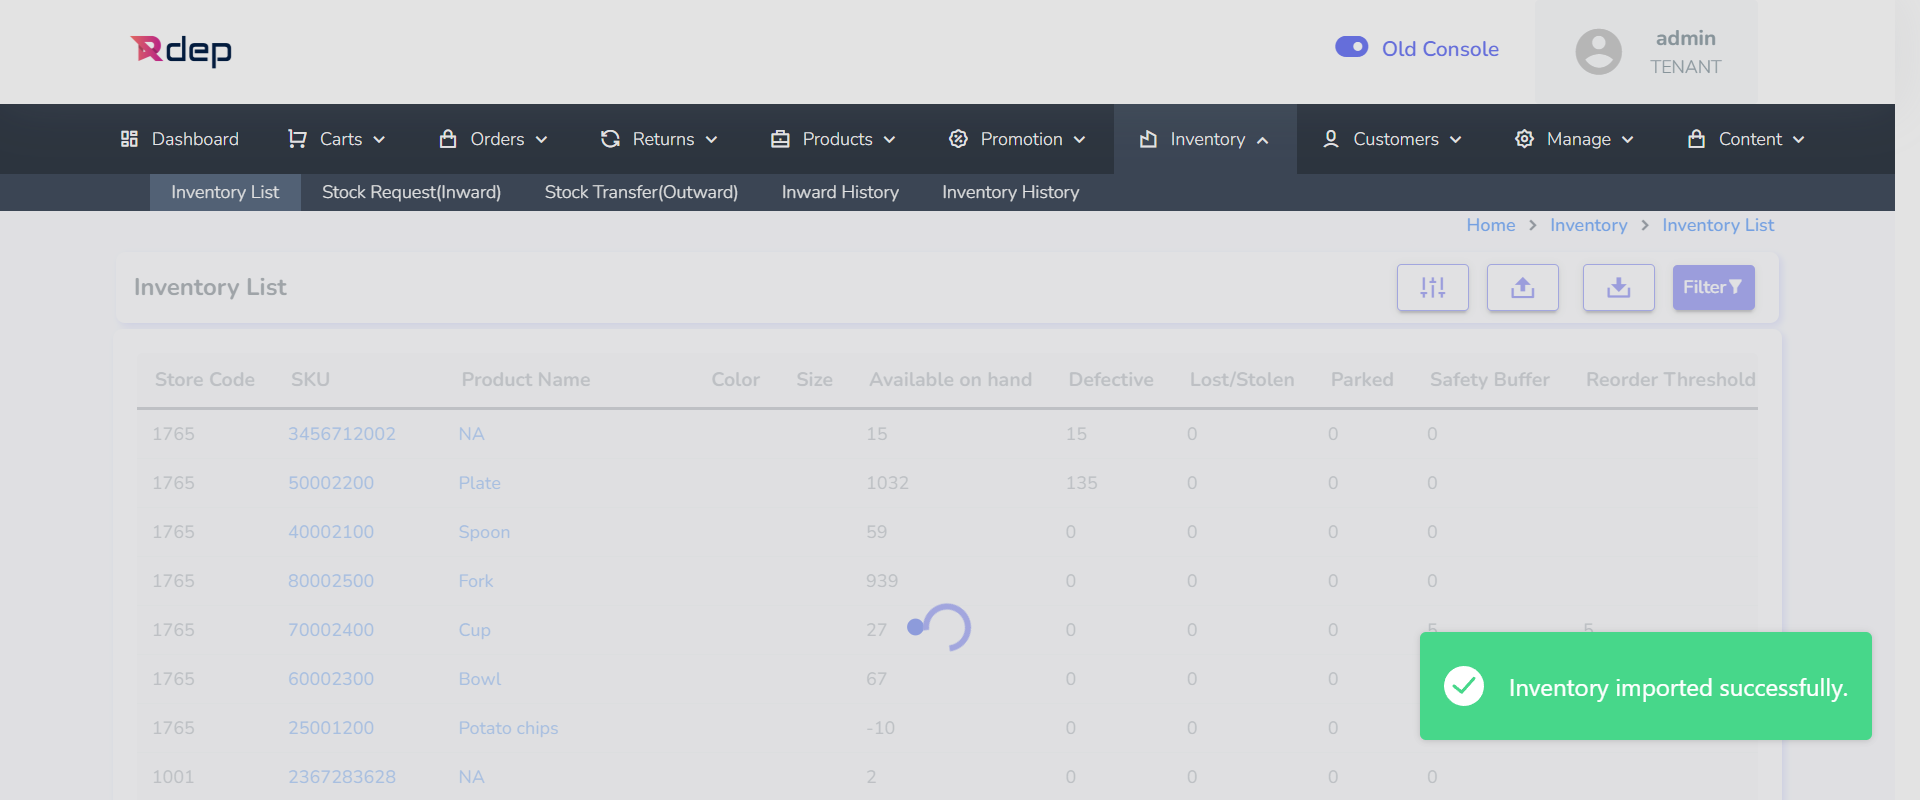 Rdep
Old Console
admin
TENANT
Dashboard Carts Orders Returns Products Promotion Inventory Customers Manage Content
Inventory List Stock Request(Inward) Stock Transfer(Outward) Inward History Inventory History
Home > Inventory > Inventory List
Inventory List Filter
Store Code SKU Product Name Color Size Available on hand Defective Lost/Stolen Parked Safety Buffer Reorder Threshold
1765 3456712002 NA 15 15 0 0 0
1765 50002200 Plate 1032 135 0 0 0
1765 40002100 Spoon 59 0 0 0 0
1765 80002500 Fork 939 0 0 0 0
1765 70002400 Cup 27 0 0 0 5 5
1765 60002300 Bowl 67 0 0 0
1765 25001200 Potato chips -10 0 0 0
1001 2367283628 NA 2 0 0 0 0
Inventory imported successfully.